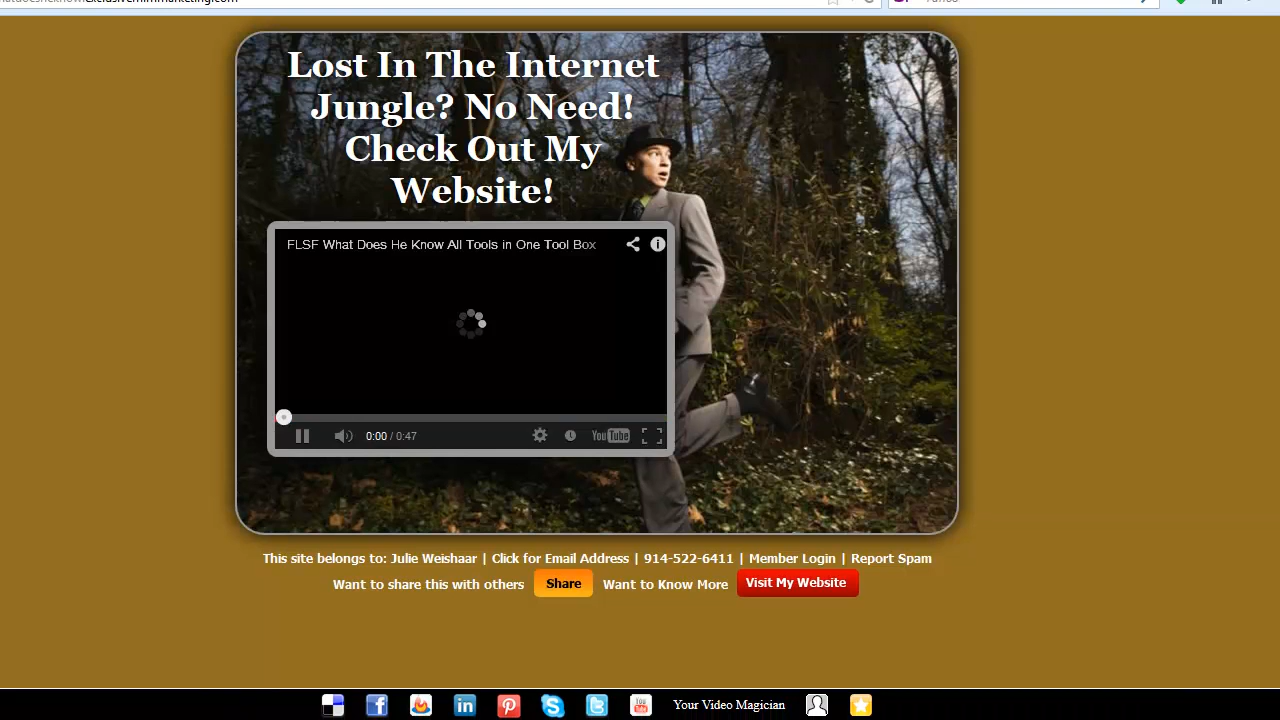 Lost In The Internet
Jungle? No Need!
Check Out My
Website!
FLSF What Does He Know All Tools in One Tool Box
0:00 / 0:47
YouTube
This site belongs to: Julie Weishaar | Click for Email Address | 914-522-6411 | Member Login | Report Spam
Want to share this with others Share Want to Know More Visit My Website
Your Video Magician